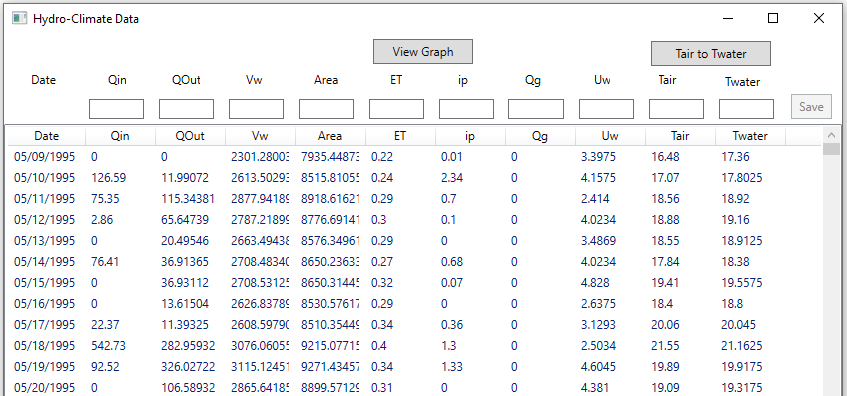 Hydro-Climate Data
View Graph
Tair to Twater
Date Qin QOut Vw Area ET ip Qg Uw Tair Twater
Save
Date Qin QOut Vw Area ET ip Qg Uw Tair Twater
05/09/1995 0 0 2301.28003 7935.44873 0.22 0.01 0 3.3975 16.48 17.36
05/10/1995 126.59 11.99072 2613.50293 8515.81055 0.24 2.34 0 4.1575 17.07 17.8025
05/11/1995 75.35 115.34381 2877.94189 8918.61621 0.29 0.7 0 2.414 18.56 18.92
05/12/1995 2.86 65.64739 2787.21899 8776.69141 0.3 0.1 0 4.0234 18.88 19.16
05/13/1995 0 20.49546 2663.49438 8576.34961 0.29 0 0 3.4869 18.55 18.9125
05/14/1995 76.41 36.91365 2708.48340 8650.23633 0.27 0.68 0 4.0234 17.84 18.38
05/15/1995 0 36.93112 2708.53125 8650.31445 0.32 0.07 0 4.828 19.41 19.5575
05/16/1995 0 13.61504 2626.83789 8530.57617 0.29 0 0 2.6375 18.4 18.8
05/17/1995 22.37 11.39325 2608.59790 8510.35449 0.34 0.36 0 3.1293 20.06 20.045
05/18/1995 542.73 282.95932 3076.06055 9215.07715 0.4 1.3 0 2.5034 21.55 21.1625
05/19/1995 92.52 326.02722 3115.12451 9271.43457 0.34 1.33 0 4.6045 19.89 19.9175
05/20/1995 0 106.58932 2865.64185 8899.57129 0.31 0 0 4.381 19.09 19.3175